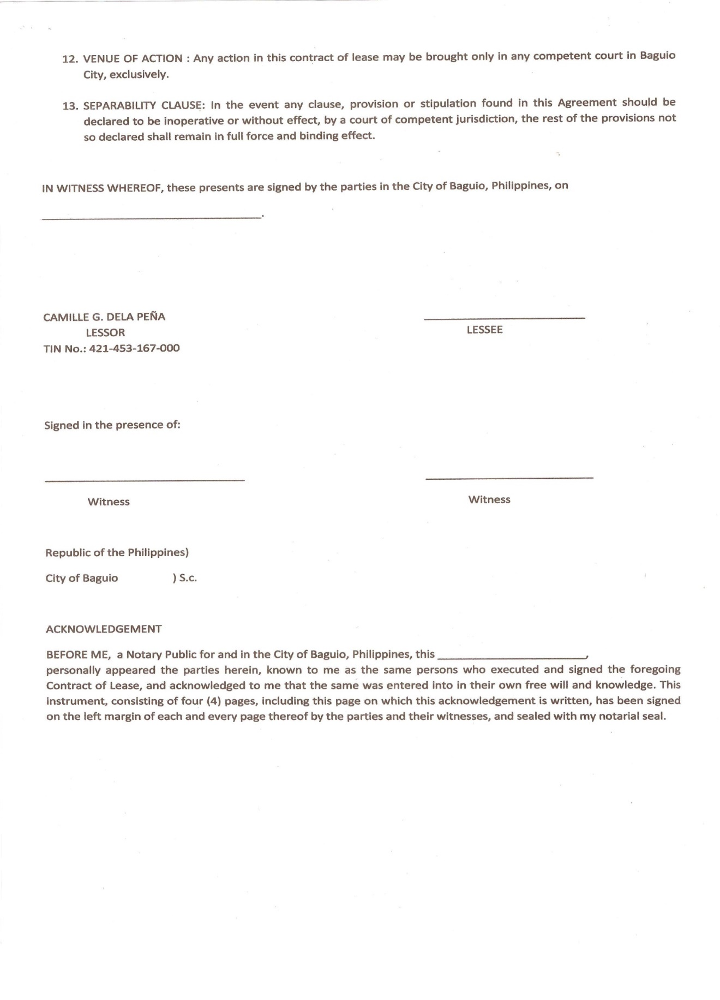 12. VENUE OF ACTION : Any action in this contract of lease may be brought only in any competent court in Baguio
City, exclusively.
13. SEPARABILITY CLAUSE: In the event any clause, provision or stipulation found in this Agreement should be
declared to be inoperative or without effect, by a court of competent jurisdiction, the rest of the provisions not
so declared shall remain in full force and binding effect.
IN WITNESS WHEREOF, these presents are signed by the parties in the City of Baguio, Philippines, on
____________________.
CAMILLE G. DELA PEÑA
LESSOR
TIN No.: 421-453-167-000
____________________
LESSEE
Signed in the presence of:
____________________ ____________________
Witness Witness
Republic of the Philippines)
City of Baguio ) S.c.
ACKNOWLEDGEMENT
BEFORE ME, a Notary Public for and in the City of Baguio, Philippines, this ____________________,
personally appeared the parties herein, known to me as the same persons who executed and signed the foregoing
Contract of Lease, and acknowledged to me that the same was entered into in their own free will and knowledge. This
instrument, consisting of four (4) pages, including this page on which this acknowledgement is written, has been signed
on the left margin of each and every page thereof by the parties and their witnesses, and sealed with my notarial seal.